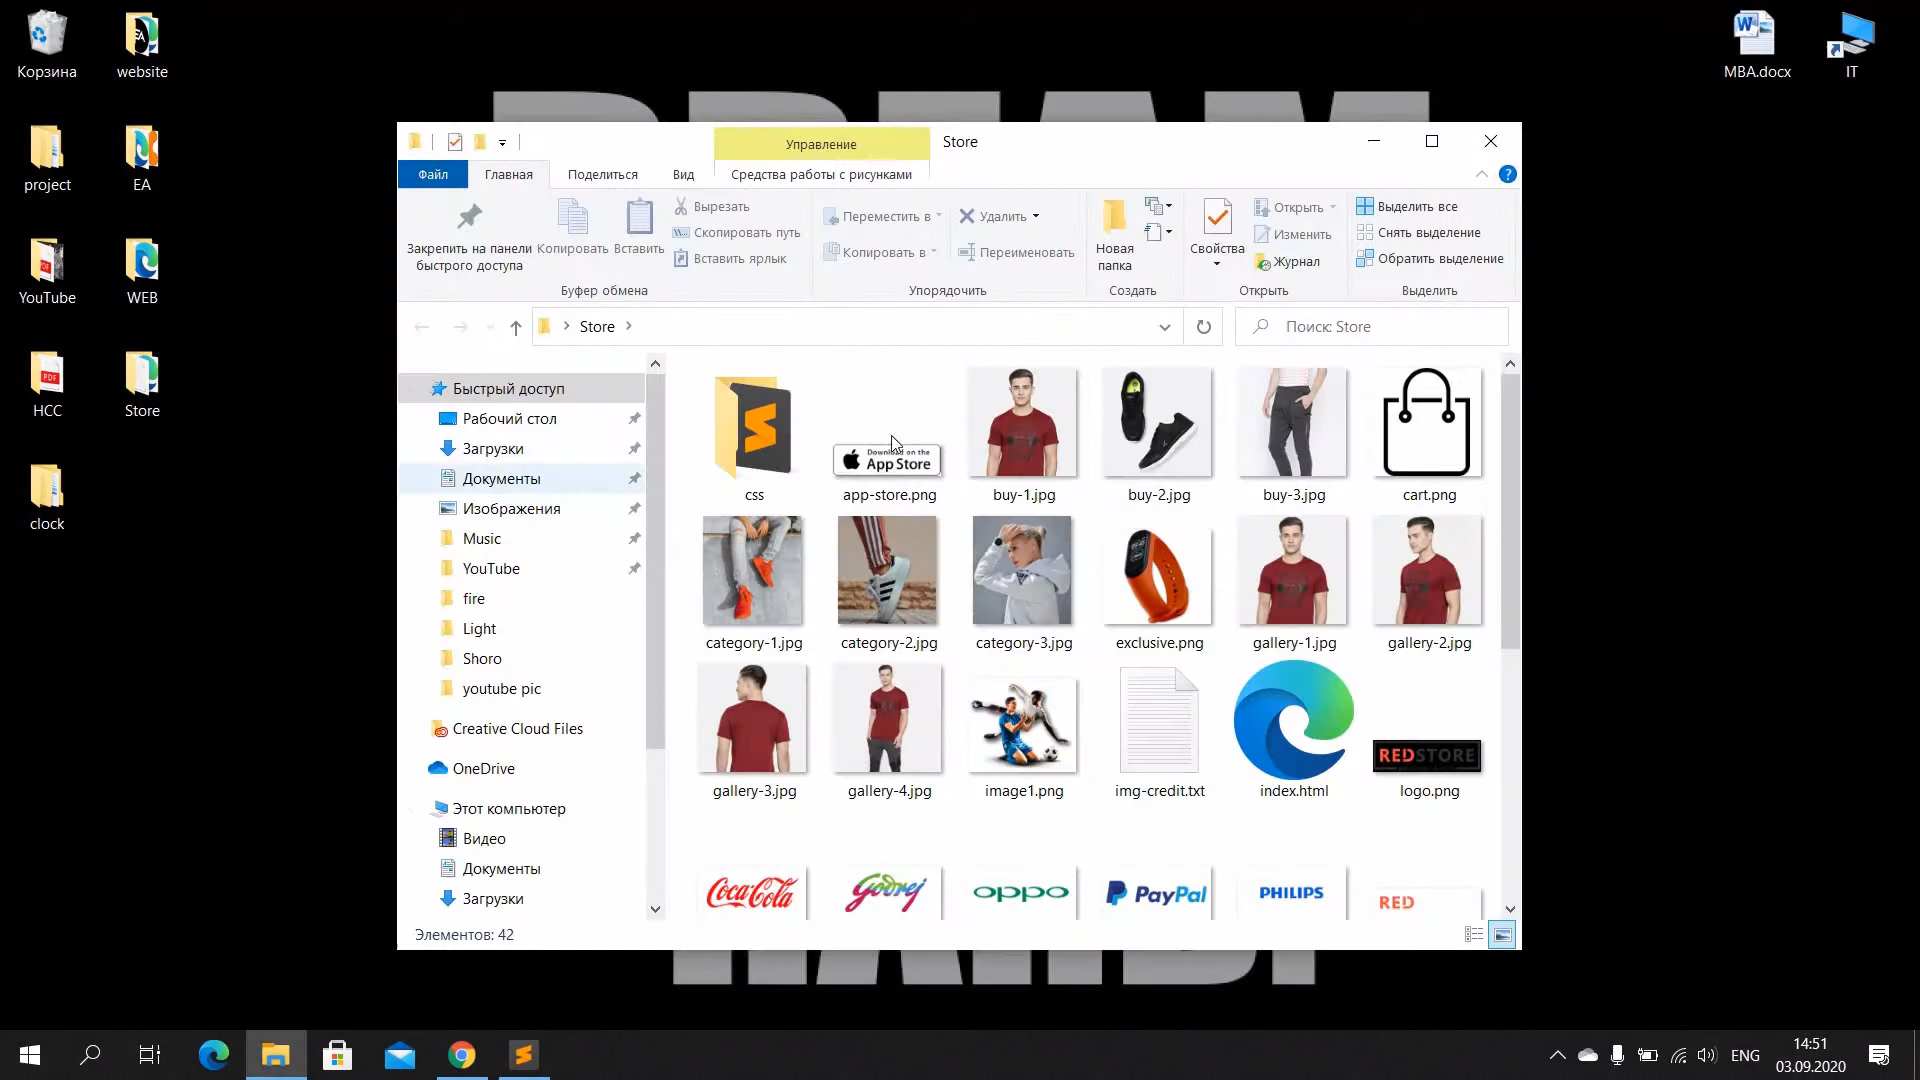 Корзина
website
MBA.docx
IT
project
EA
YouTube
WEB
HCC
Store
clock
Управление
Store
Файл
Главная
Поделиться
Вид
Средства работы с рисунками
Закрепить на панели
быстрого доступа
Копировать
Вставить
Вырезать
Скопировать путь
Вставить ярлык
Буфер обмена
Переместить в
Копировать в
Удалить
Переименовать
Упорядочить
Новая
папка
Создать
Свойства
Открыть
Изменить
Журнал
Открыть
Выделить все
Снять выделение
Обратить выделение
Выделить
Store
Поиск: Store
Быстрый доступ
Рабочий стол
Загрузки
Документы
Изображения
Music
YouTube
fire
Light
Shoro
youtube pic
Creative Cloud Files
OneDrive
Этот компьютер
Видео
Документы
Загрузки
Download on the
App Store
css
app-store.png
buy-1.jpg
buy-2.jpg
buy-3.jpg
cart.png
category-1.jpg
category-2.jpg
category-3.jpg
exclusive.png
gallery-1.jpg
gallery-2.jpg
REDSTORE
gallery-3.jpg
gallery-4.jpg
image1.png
img-credit.txt
index.html
logo.png
Coca-Cola
Godrej
oppo
PayPal
PHILIPS
RED
Элементов: 42
ENG
14:51
03.09.2020